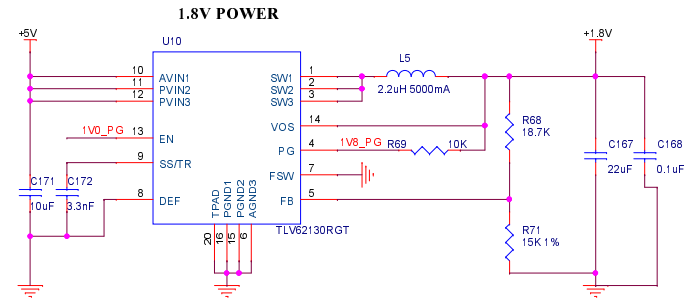 1.8V POWER
+5V
+1.8V
U10
L5
2.2uH 5000mA
10 AVIN1 SW1 1
11 PVIN2 SW2 2
12 PVIN3 SW3 3
VOS 14
13 EN 1V0_PG
PG 4 1V8_PG R69 10K
9 SS/TR
FSW 7
8 DEF
FB 5
TPAD PGND1 PGND2 AGND3
20 16 15 6
TLV62130RGT
R68
18.7K
R71
15K 1%
C171
10uF
C172
3.3nF
C167
22uF
C168
0.1uF